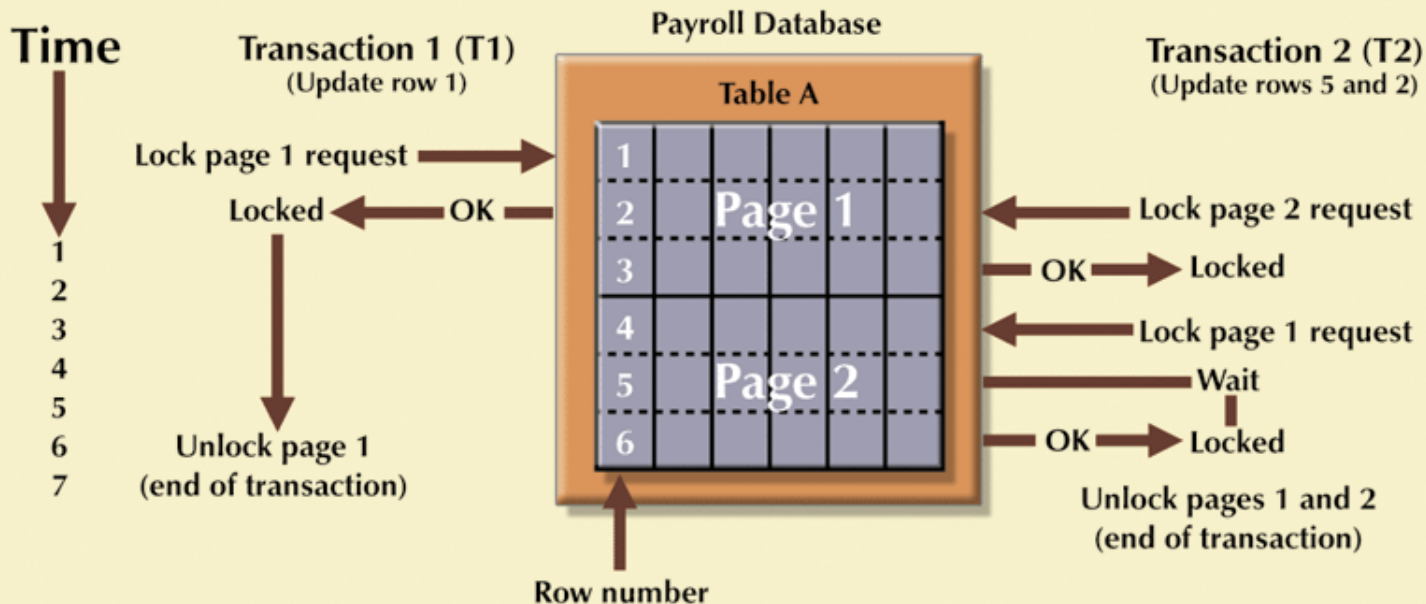 Payroll Database
Time
Transaction 1 (T1)
(Update row 1)
Transaction 2 (T2)
(Update rows 5 and 2)
Table A
Lock page 1 request
Locked
OK
1
2
3
4
5
6
7
Unlock page 1
(end of transaction)
1
2
3
4
5
6
Page 1
Page 2
Row number
Lock page 2 request
OK
Locked
Lock page 1 request
Wait
OK
Locked
Unlock pages 1 and 2
(end of transaction)